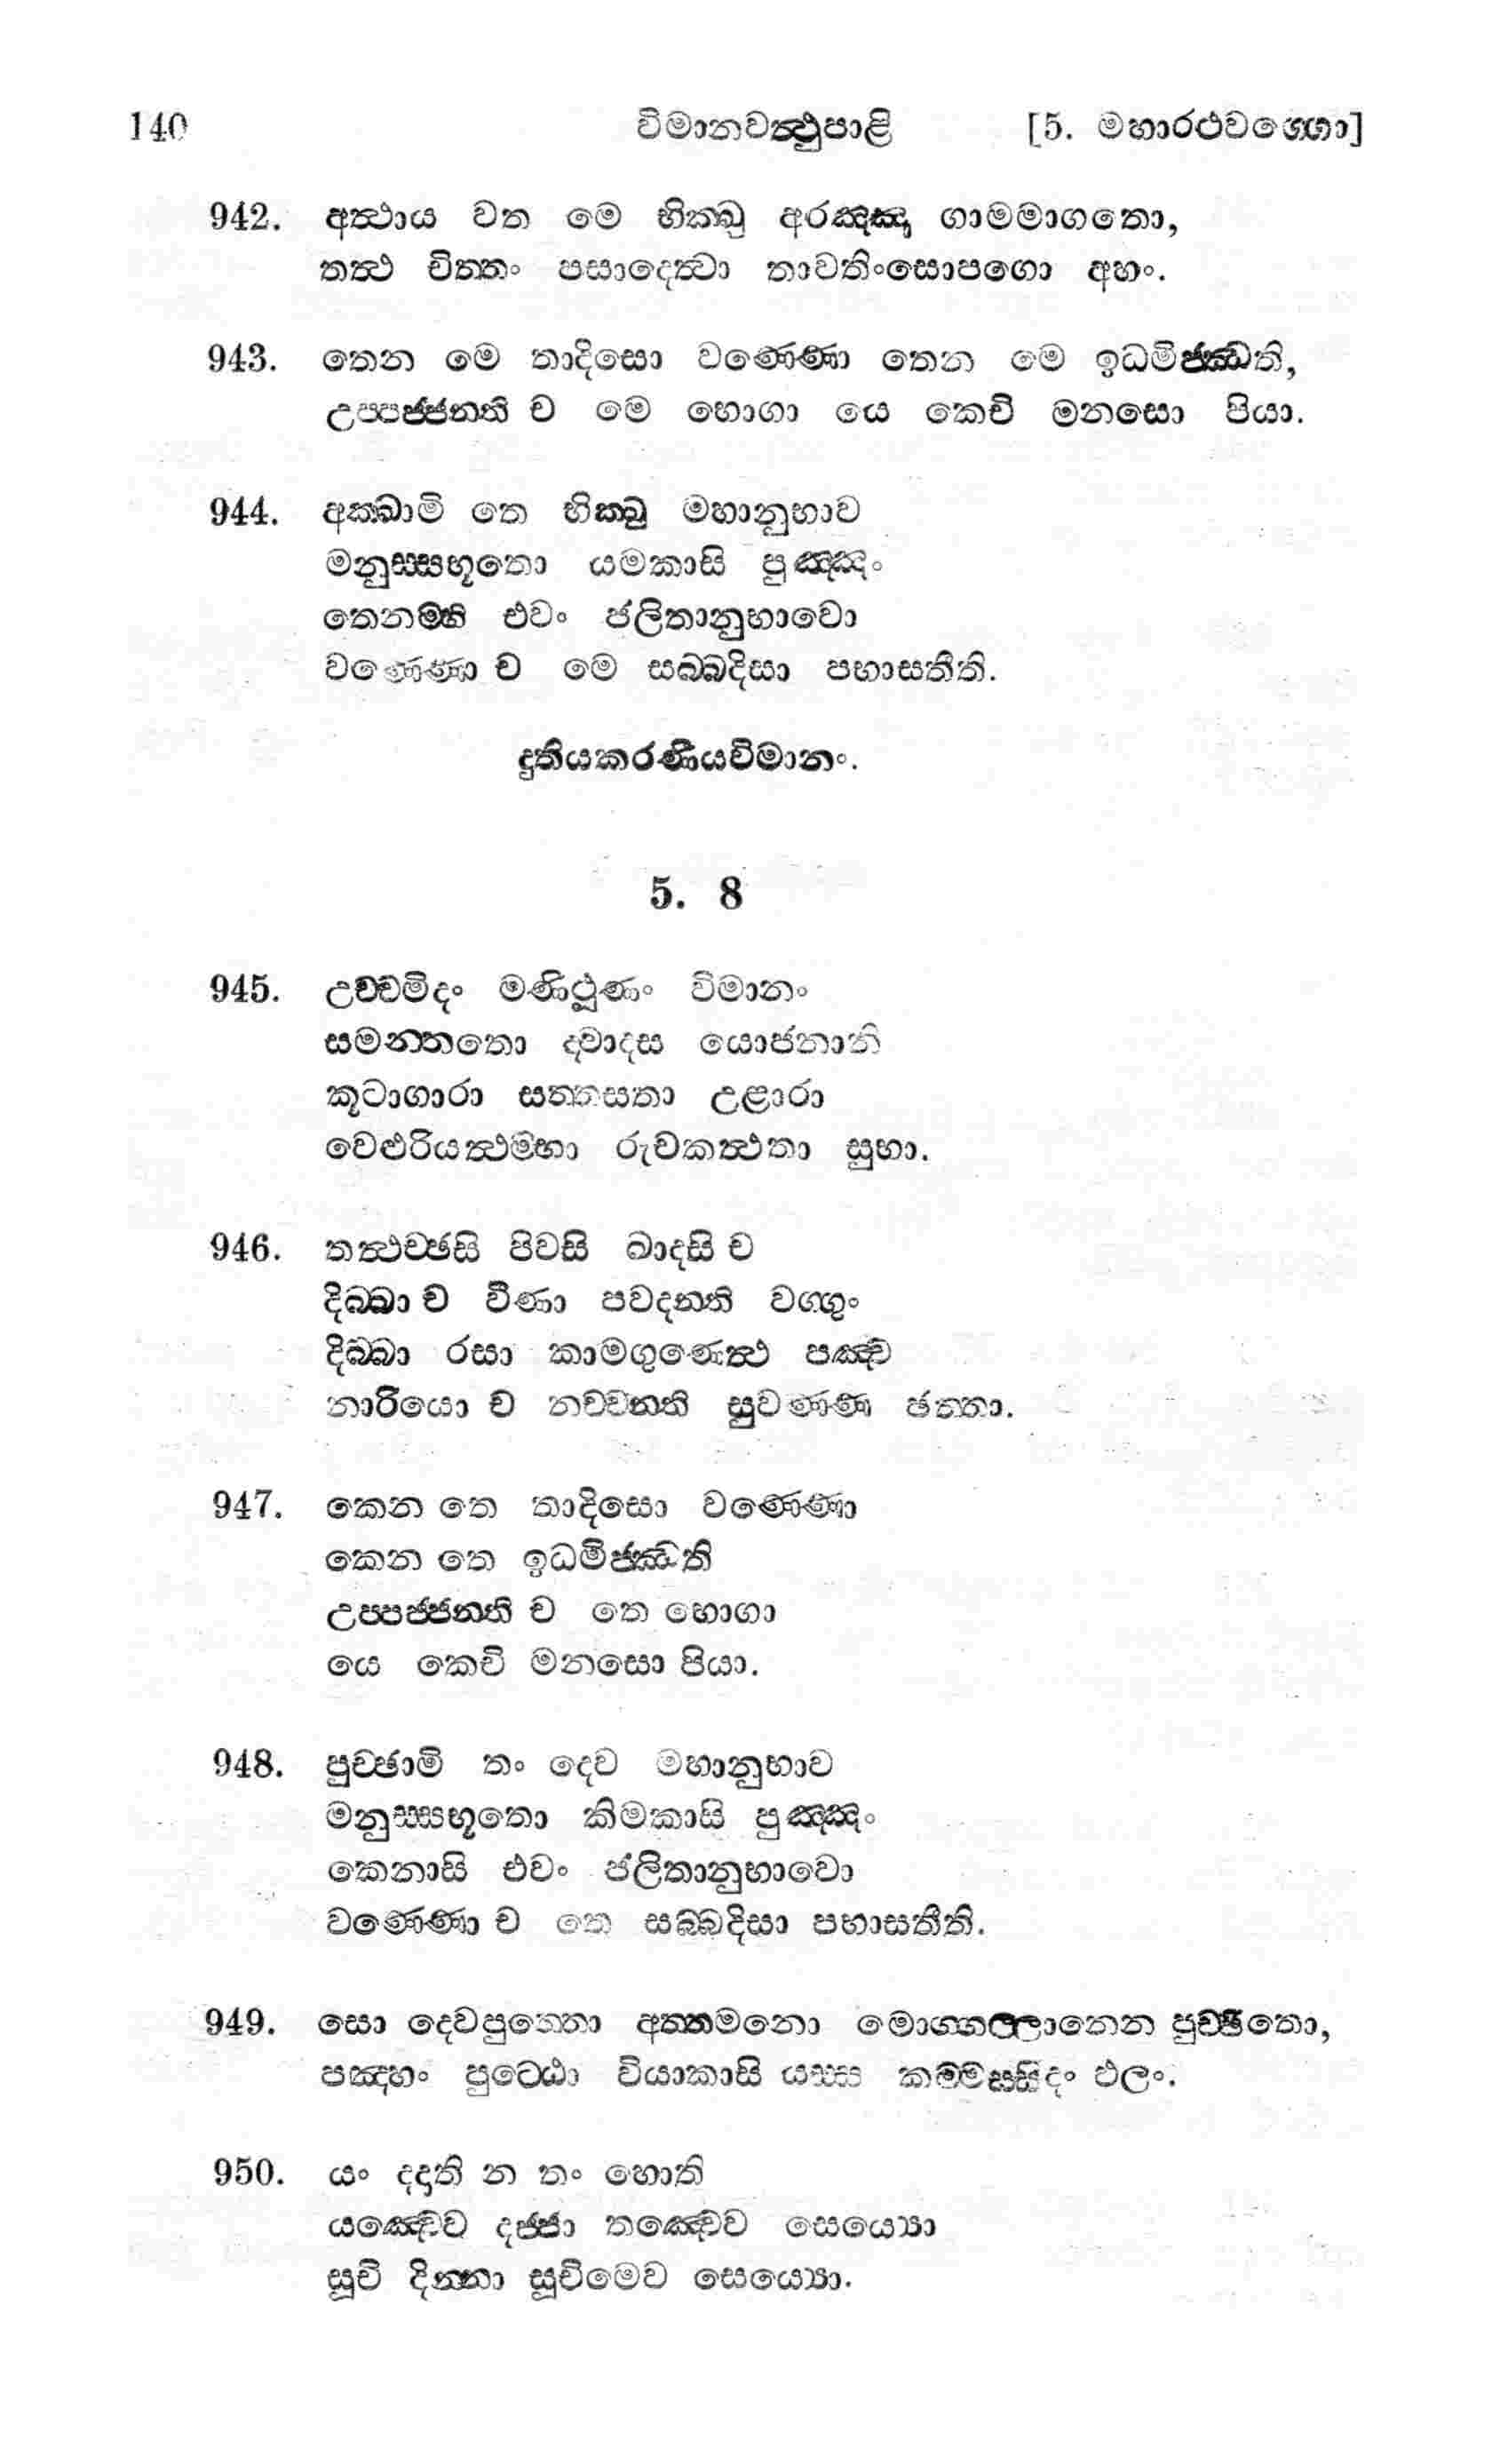 140 විමානවත්‍ථුපාළි [5. මහාරථවග්ගො]
942. අත්‍ථාය වත මෙ භික්ඛු අරඤ්ඤා ගාමමාගතො,
තත්‍ථ චිත්තං පසාදෙත්‍වා තාවතිංසොපගො අහං.
943. තෙන මෙ තාදිසො වණ්ණො තෙන මෙ ඉධමිජ්ඣති,
උප්පජ්ජන්ති ච මෙ භොගා යෙ කෙචි මනසො පියා.
944. අක්ඛාමි තෙ භික්ඛු මහානුභාව
මනුස්සභූතො යමකාසි පුඤ්ඤං
තෙනම්හි එවං ජලිතානුභාවො
වණ්ණො ච මෙ සබ්බදිසා පභාසතීති.
දුතියකරණීයවිමානං.
5. 8
945. උච්චමිදං මණිථූණං විමානං
සමන්තතො ද්‍වාදස යොජනානි
කූටාගාරා සත්තසතා උළාරා
වෙළුරියත්‍ථම්භා රුචකත්‍ථතා සුභා.
946. තත්‍ථච්ඡසි පිවසි ඛාදසි ච
දිබ්බා ච වීණා පවදන්ති වග්ගුං
දිබ්බා රසා කාමගුණෙත්‍ථ පඤ්ච
නාරියො ච නච්චන්ති සුවණ්ණ ඡන්නා.
947. කෙන තෙ තාදිසො වණ්ණො
කෙන තෙ ඉධමිජ්ඣති
උප්පජ්ජන්ති ච තෙ භොගා
යෙ කෙචි මනසො පියා.
948. පුච්ඡාමි තං දෙව මහානුභාව
මනුස්සභූතො කිමකාසි පුඤ්ඤං
කෙනාසි එවං ජලිතානුභාවො
වණ්ණො ච තෙ සබ්බදිසා පභාසතීති.
949. සො දෙවපුත්තො අත්තමනො මොග්ගල්ලානෙන පුච්ඡිතො,
පඤ්හං පුට්ඨො වියාකාසි යස්ස කම්මස්සිදං ඵලං.
950. යං දදාති න තං හොති
යඤ්චෙව දජ්ජා තඤ්චෙව සෙය්‍යො
සූචි දින්නා සූචිමෙව සෙය්‍යො.